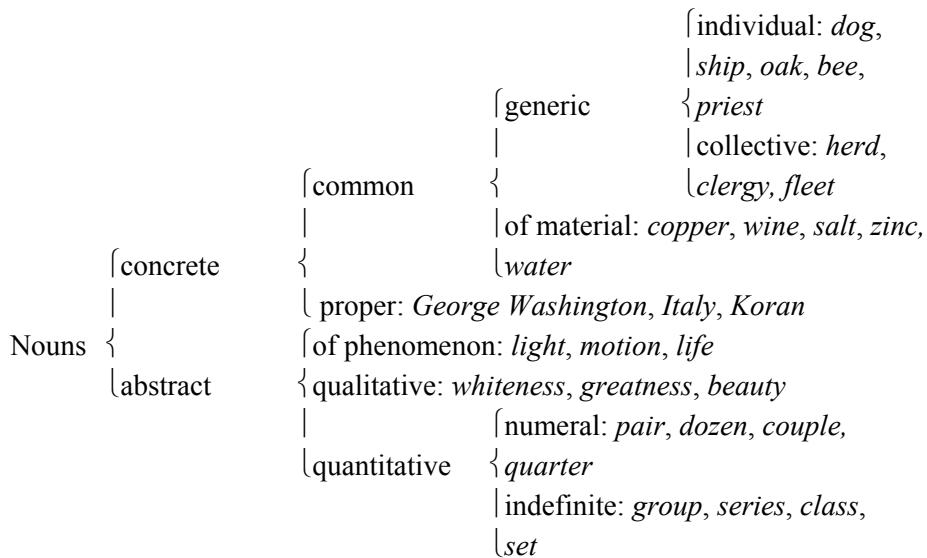 individual: dog,
ship, oak, bee,
generic priest
collective: herd,
common clergy, fleet
of material: copper, wine, salt, zinc,
concrete water
proper: George Washington, Italy, Koran
Nouns of phenomenon: light, motion, life
abstract qualitative: whiteness, greatness, beauty
numeral: pair, dozen, couple,
quantitative quarter
indefinite: group, series, class,
set